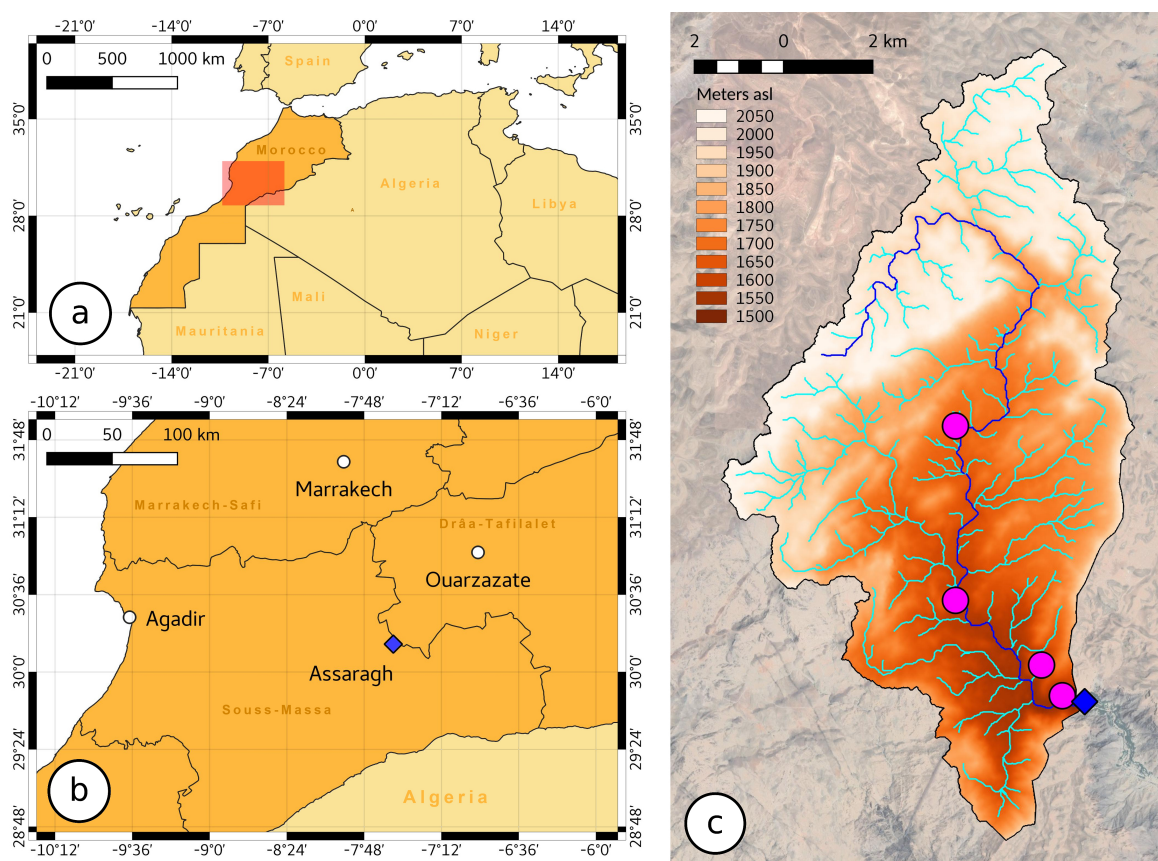 -21°0' -14°0' -7°0' 0°0' 7°0' 14°0'
0 500 1000 km
Spain
35°0'
Morocco
Algeria
Libya
28°0'
Mali
21°0'
Mauritania
Niger
a
-21°0' -14°0' -7°0' 0°0' 7°0' 14°0'
-10°12' -9°36' -9°0' -8°24' -7°48' -7°12' -6°36' -6°0'
0 50 100 km
31°48'
Marrakech
Marrakech-Safi
31°12'
Drâa-Tafilalet
Ouarzazate
30°36'
Agadir
Assaragh
30°0'
Souss-Massa
29°24'
Algeria
b
28°48'
-10°12' -9°36' -9°0' -8°24' -7°48' -7°12' -6°36' -6°0'
35°0'
28°0'
21°0'
31°48'
31°12'
30°36'
30°0'
29°24'
28°48'
2 0 2 km
Meters asl
2050
2000
1950
1900
1850
1800
1750
1700
1650
1600
1550
1500
c